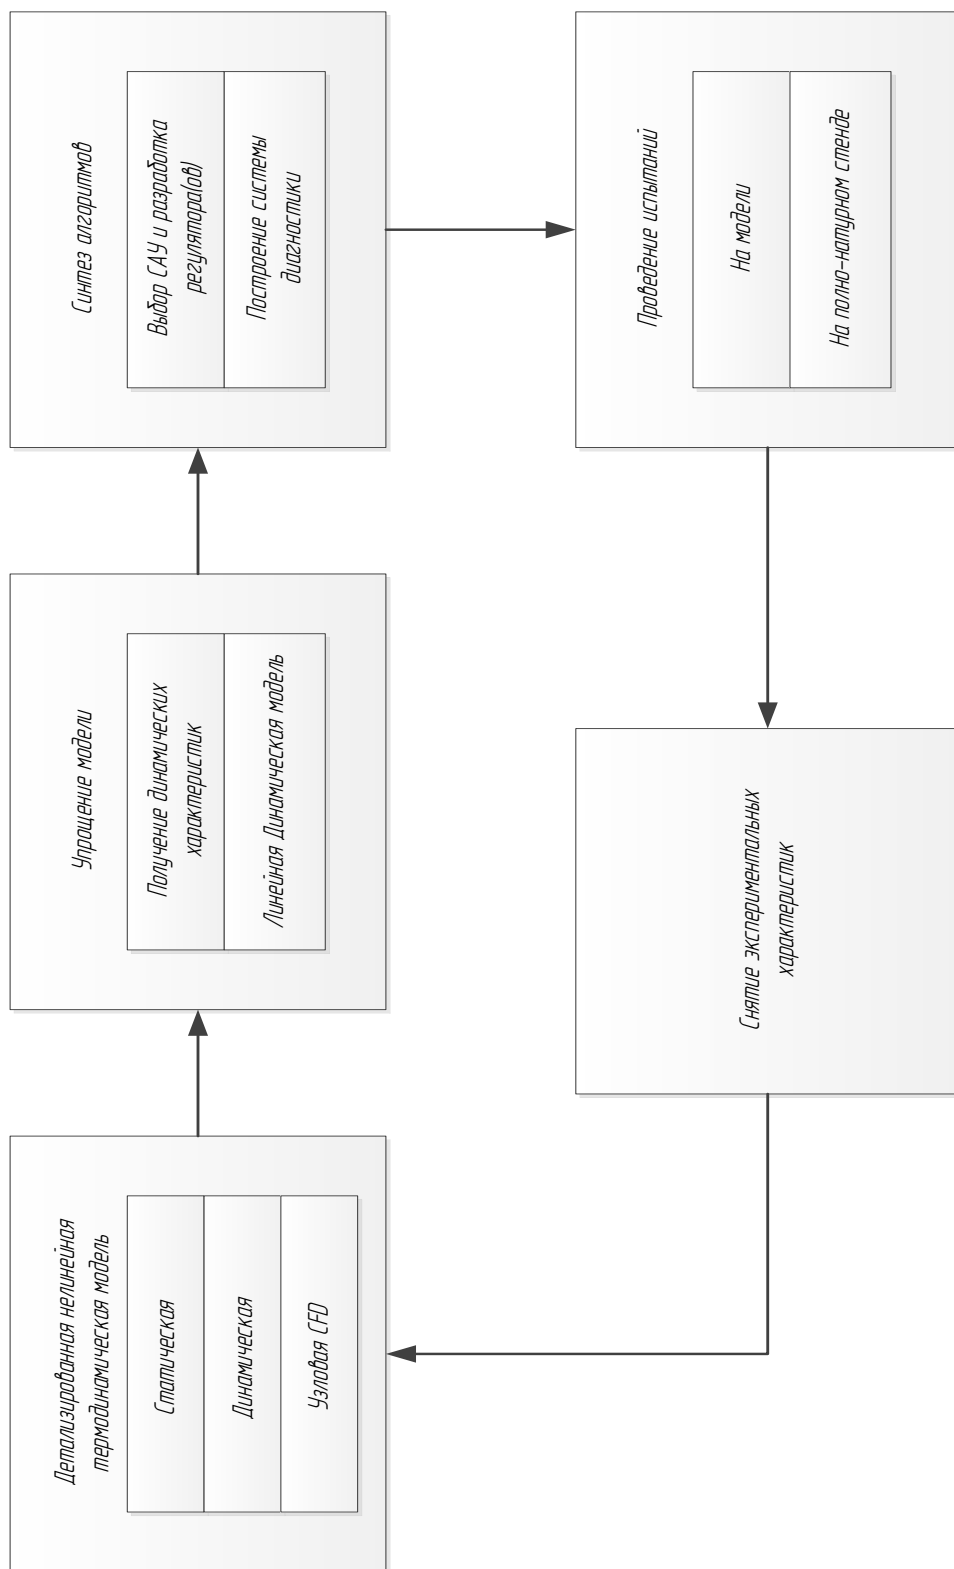 Детализированная нелинейная
термодинамическая модель
Статическая
Динамическая
Узловая CFD
Упрощение модели
Получение динамических
характеристик
Линейная Динамическая модель
Синтез алгоритмов
Выбор САУ и разработка
регулятора(ов)
Построение системы
диагностики
Проведение испытаний
На модели
На полно-натурном стенде
Снятие экспериментальных
характеристик